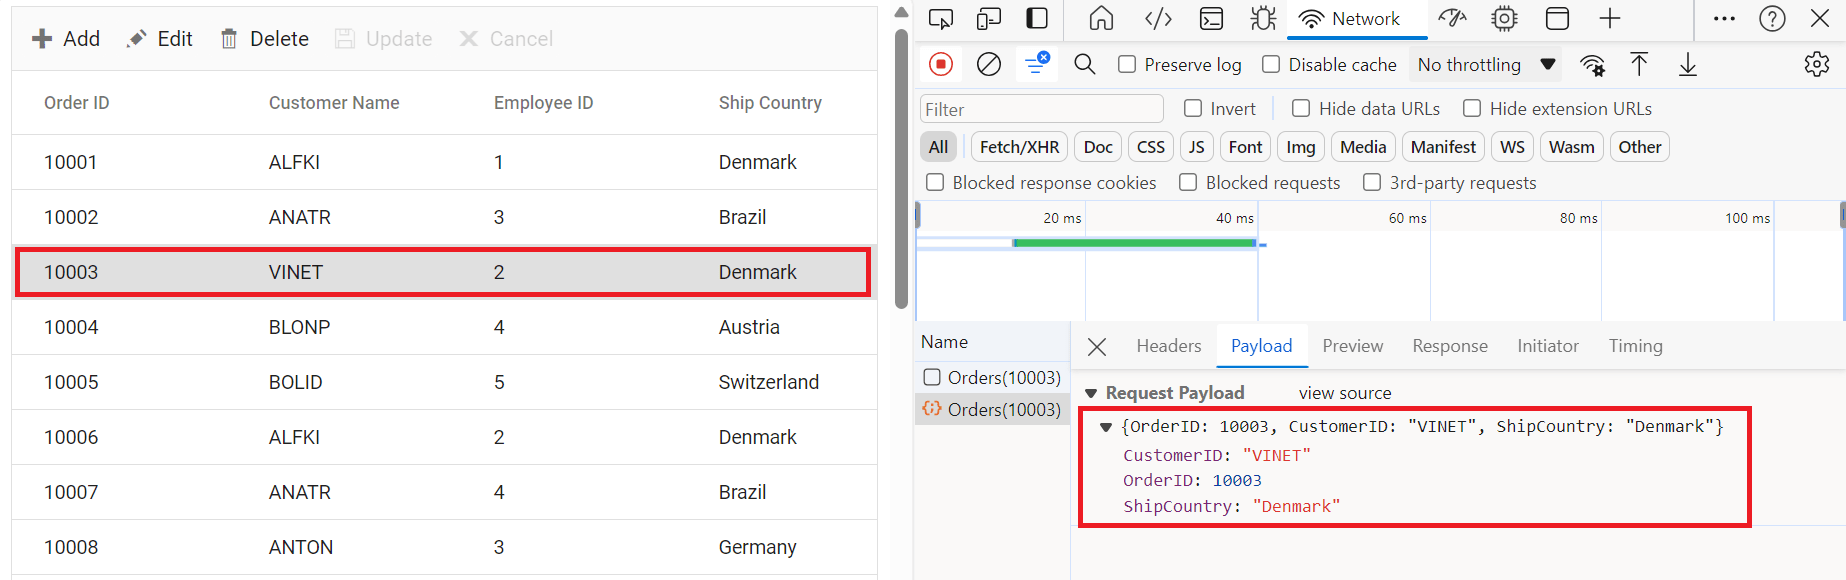 Add Edit Delete Update Cancel
Order ID Customer Name Employee ID Ship Country
10001 ALFKI 1 Denmark
10002 ANATR 3 Brazil
10003 VINET 2 Denmark
10004 BLONP 4 Austria
10005 BOLID 5 Switzerland
10006 ALFKI 2 Denmark
10007 ANATR 4 Brazil
10008 ANTON 3 Germany
Network
Preserve log Disable cache No throttling
Filter Invert Hide data URLs Hide extension URLs
All Fetch/XHR Doc CSS JS Font Img Media Manifest WS Wasm Other
Blocked response cookies Blocked requests 3rd-party requests
20 ms 40 ms 60 ms 80 ms 100 ms
Name
Orders(10003)
Orders(10003)
Headers Payload Preview Response Initiator Timing
Request Payload view source
{OrderID: 10003, CustomerID: "VINET", ShipCountry: "Denmark"}
CustomerID: "VINET"
OrderID: 10003
ShipCountry: "Denmark"